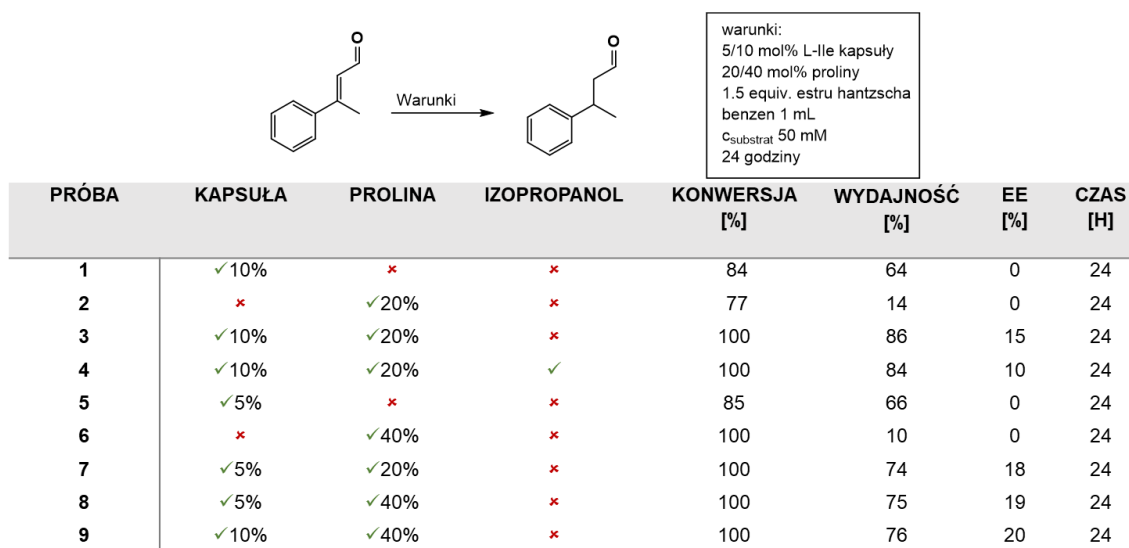 O
Warunki
O
warunki:
5/10 mol% L-Ile kapsuły
20/40 mol% proliny
1.5 equiv. estru hantzscha
benzen 1 mL
c_substrat 50 mM
24 godziny
PRÓBA KAPSUŁA PROLINA IZOPROPANOL KONWERSJA [%] WYDAJNOŚĆ [%] EE [%] CZAS [H]
1 ✓10% ✗ ✗ 84 64 0 24
2 ✗ ✓20% ✗ 77 14 0 24
3 ✓10% ✓20% ✗ 100 86 15 24
4 ✓10% ✓20% ✓ 100 84 10 24
5 ✓5% ✗ ✗ 85 66 0 24
6 ✗ ✓40% ✗ 100 10 0 24
7 ✓5% ✓20% ✗ 100 74 18 24
8 ✓5% ✓40% ✗ 100 75 19 24
9 ✓10% ✓40% ✗ 100 76 20 24